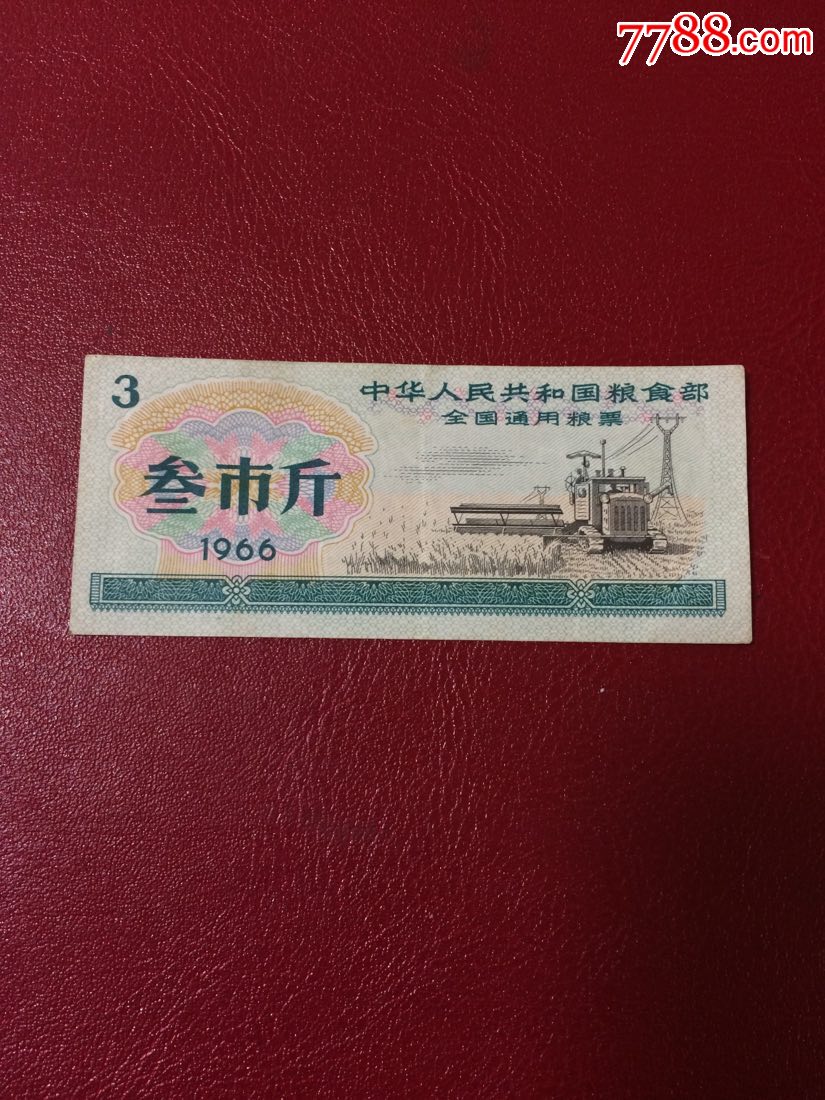 7788.com
3
中华人民共和国粮食部
全国通用粮票
叁市斤
1966